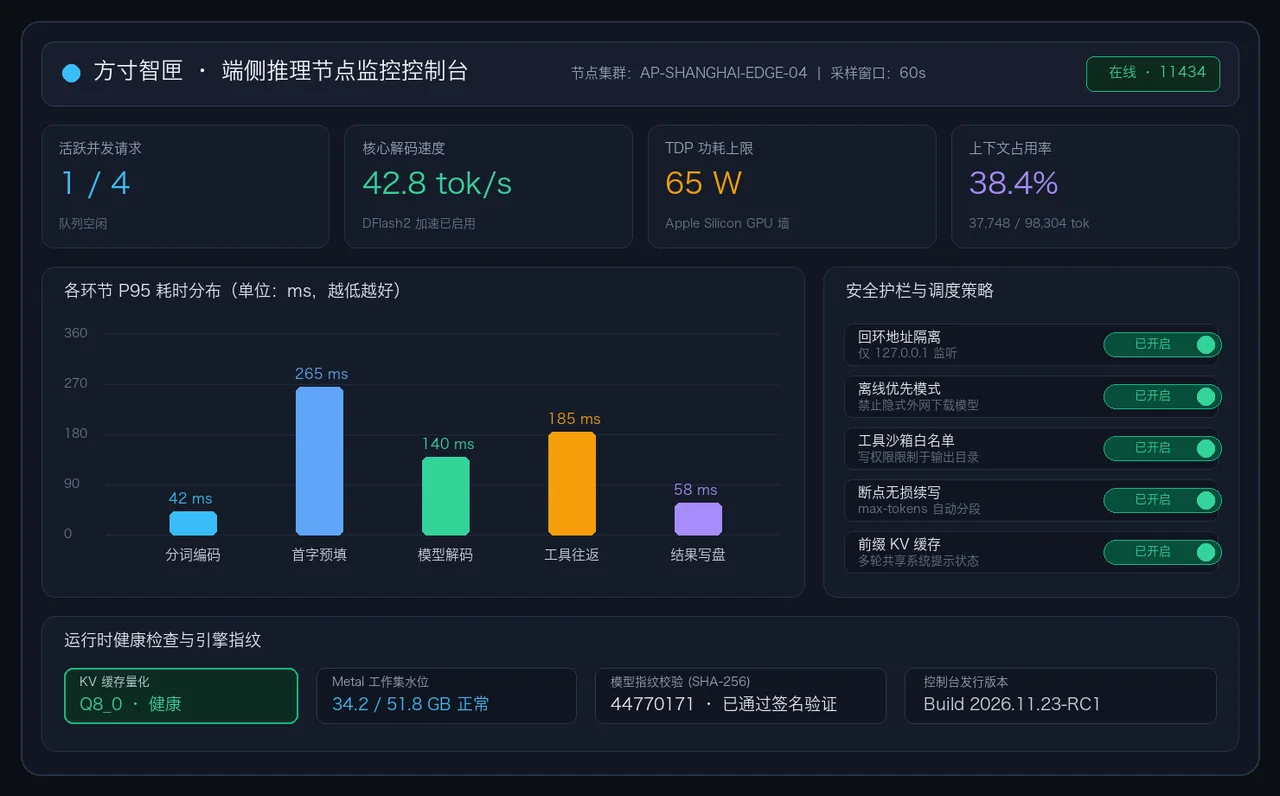 方寸智匣 · 端侧推理节点监控控制台
节点集群：AP-SHANGHAI-EDGE-04 | 采样窗口：60s
在线 · 11434
活跃并发请求
1 / 4
队列空闲
核心解码速度
42.8 tok/s
DFlash2 加速已启用
TDP 功耗上限
65 W
Apple Silicon GPU 墙
上下文占用率
38.4%
37,748 / 98,304 tok
各环节 P95 耗时分布（单位：ms，越低越好）
360
270
180
90
0
42 ms
265 ms
140 ms
185 ms
58 ms
分词编码
首字预填
模型解码
工具往返
结果写盘
安全护栏与调度策略
回环地址隔离
仅 127.0.0.1 监听
已开启
离线优先模式
禁止隐式外网下载模型
已开启
工具沙箱白名单
写权限限制于输出目录
已开启
断点无损续写
max-tokens 自动分段
已开启
前缀 KV 缓存
多轮共享系统提示状态
已开启
运行时健康检查与引擎指纹
KV 缓存量化
Q8_0 · 健康
Metal 工作集水位
34.2 / 51.8 GB 正常
模型指纹校验 (SHA-256)
44770171 · 已通过签名验证
控制台发行版本
Build 2026.11.23-RC1